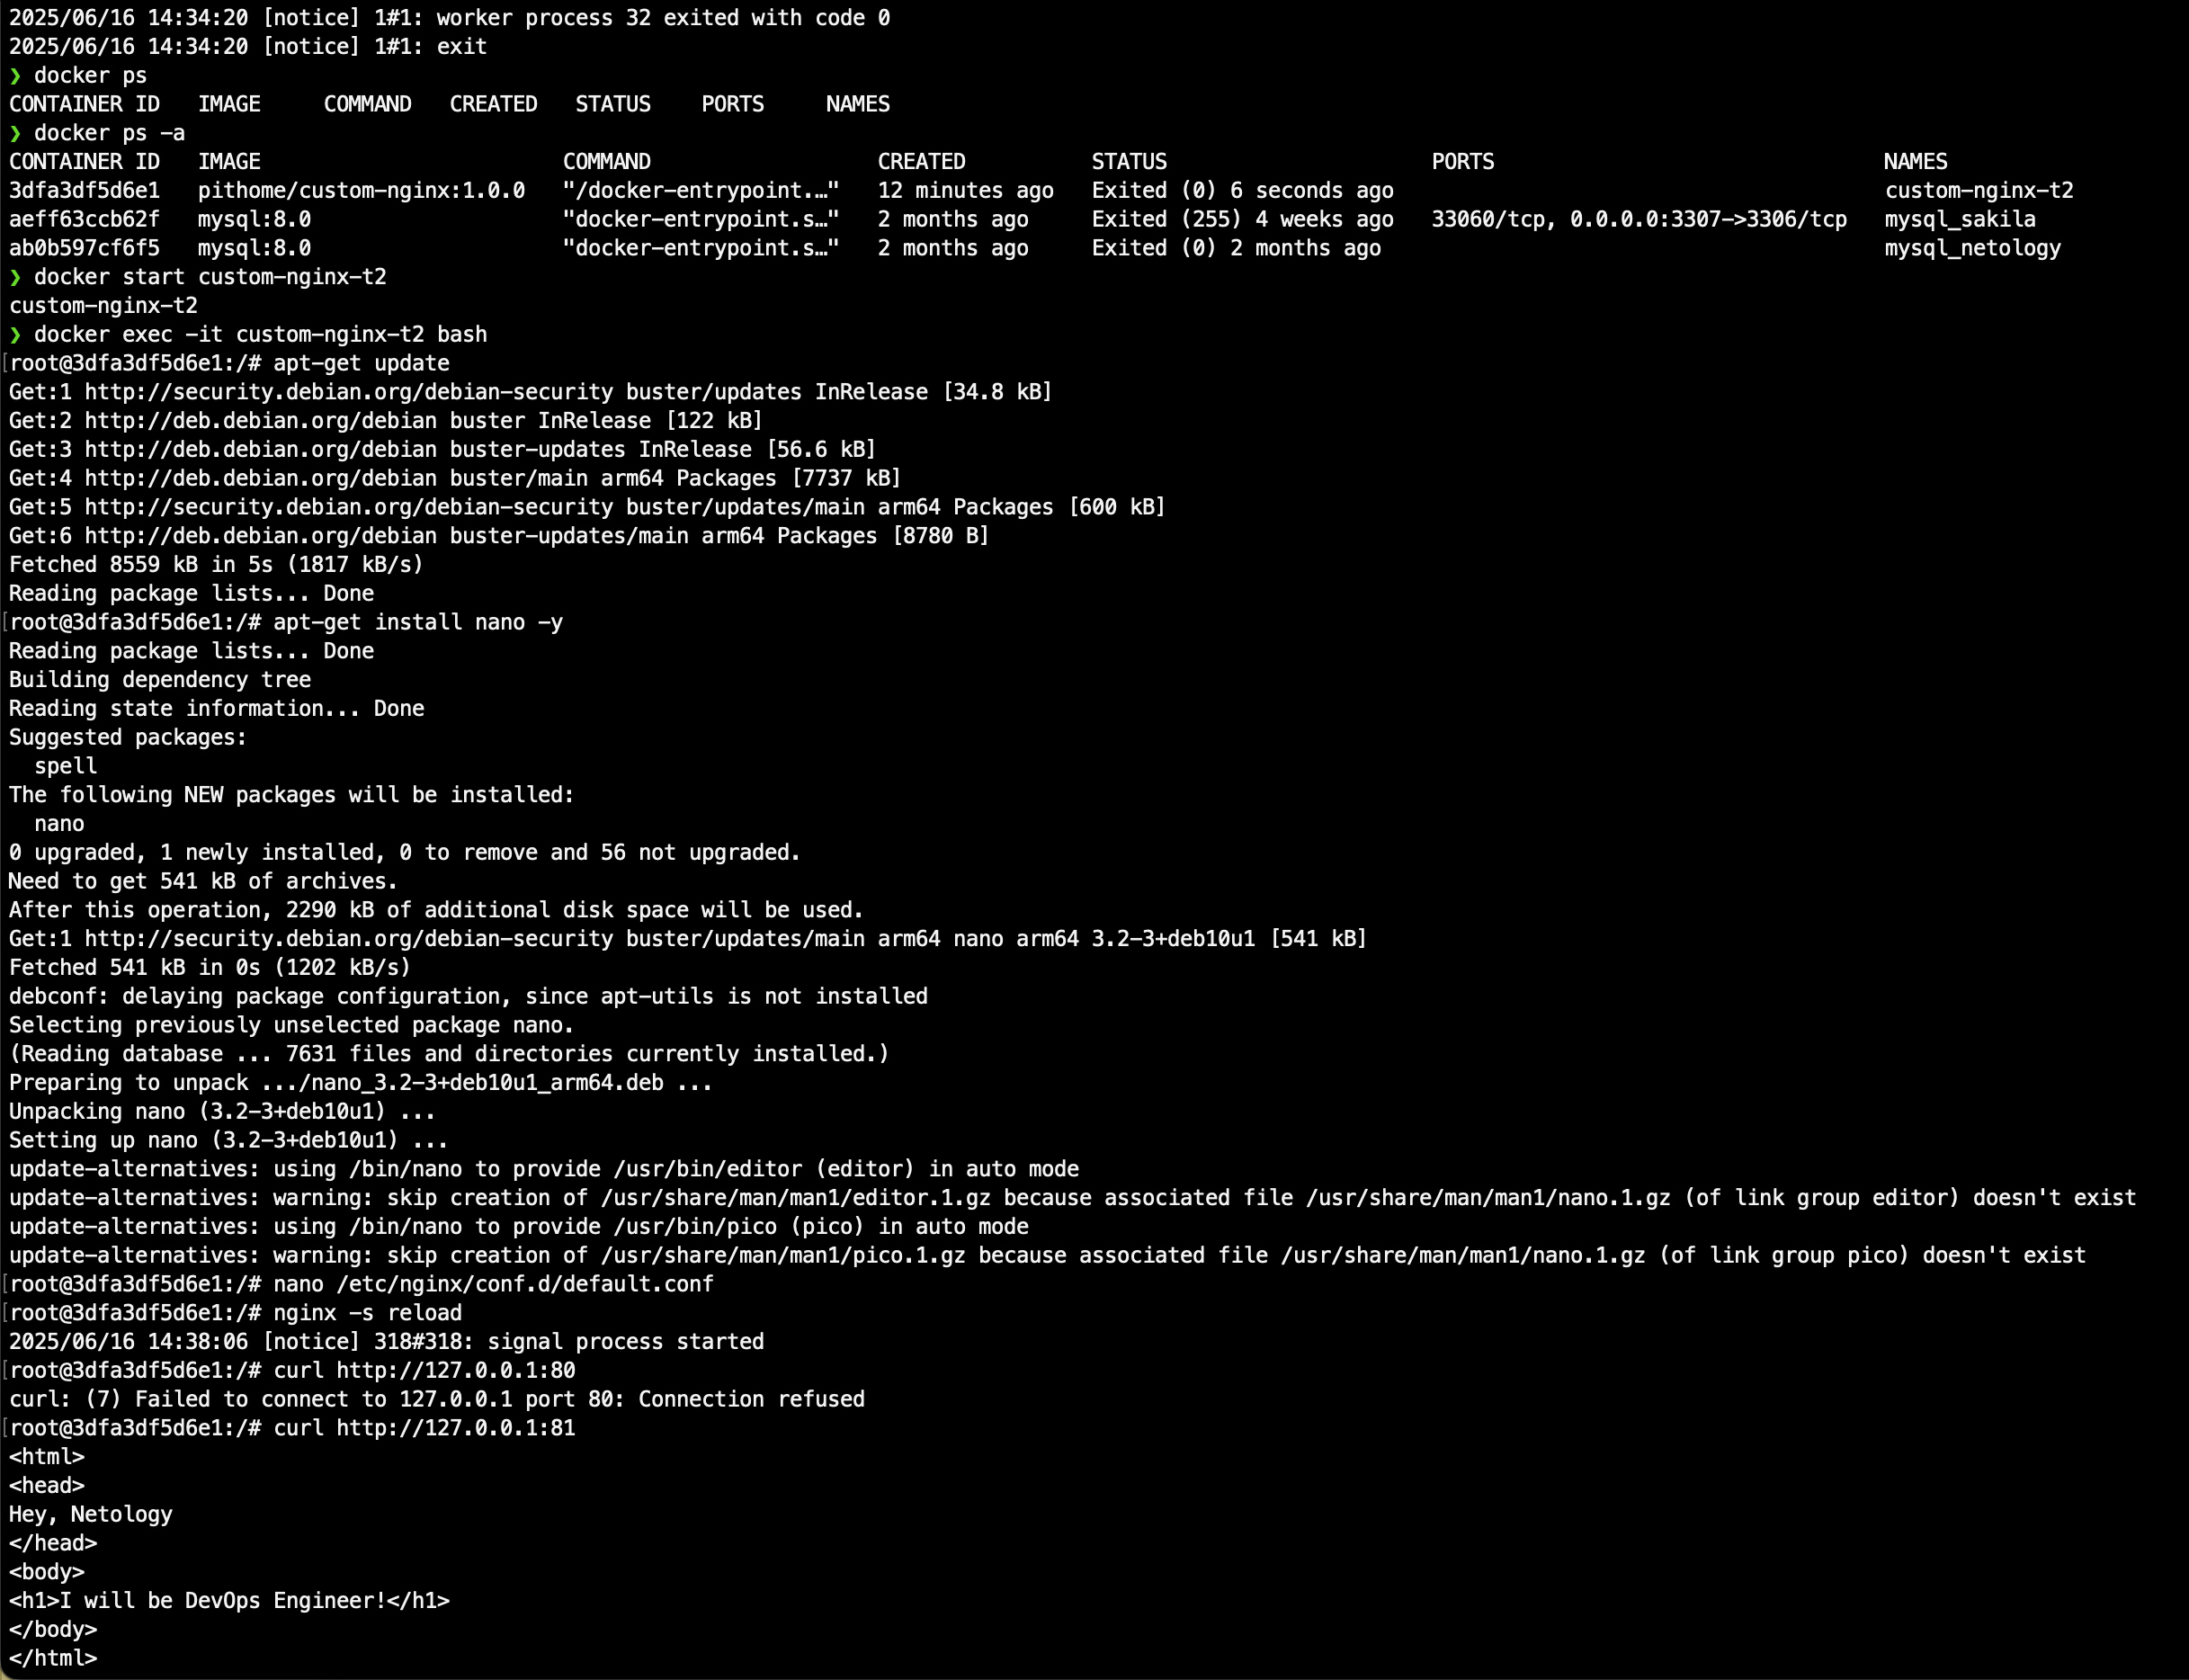 2025/06/16 14:34:20 [notice] 1#1: worker process 32 exited with code 0
2025/06/16 14:34:20 [notice] 1#1: exit
❯ docker ps
CONTAINER ID   IMAGE     COMMAND   CREATED   STATUS    PORTS     NAMES
❯ docker ps -a
CONTAINER ID   IMAGE                        COMMAND                  CREATED          STATUS                     PORTS                               NAMES
3dfa3df5d6e1   pithome/custom-nginx:1.0.0   "/docker-entrypoint.…"   12 minutes ago   Exited (0) 6 seconds ago                                       custom-nginx-t2
aeff63ccb62f   mysql:8.0                    "docker-entrypoint.s…"   2 months ago     Exited (255) 4 weeks ago   33060/tcp, 0.0.0.0:3307->3306/tcp   mysql_sakila
ab0b597cf6f5   mysql:8.0                    "docker-entrypoint.s…"   2 months ago     Exited (0) 2 months ago                                        mysql_netology
❯ docker start custom-nginx-t2
custom-nginx-t2
❯ docker exec -it custom-nginx-t2 bash
[root@3dfa3df5d6e1:/# apt-get update
Get:1 http://security.debian.org/debian-security buster/updates InRelease [34.8 kB]
Get:2 http://deb.debian.org/debian buster InRelease [122 kB]
Get:3 http://deb.debian.org/debian buster-updates InRelease [56.6 kB]
Get:4 http://deb.debian.org/debian buster/main arm64 Packages [7737 kB]
Get:5 http://security.debian.org/debian-security buster/updates/main arm64 Packages [600 kB]
Get:6 http://deb.debian.org/debian buster-updates/main arm64 Packages [8780 B]
Fetched 8559 kB in 5s (1817 kB/s)
Reading package lists... Done
[root@3dfa3df5d6e1:/# apt-get install nano -y
Reading package lists... Done
Building dependency tree
Reading state information... Done
Suggested packages:
  spell
The following NEW packages will be installed:
  nano
0 upgraded, 1 newly installed, 0 to remove and 56 not upgraded.
Need to get 541 kB of archives.
After this operation, 2290 kB of additional disk space will be used.
Get:1 http://security.debian.org/debian-security buster/updates/main arm64 nano arm64 3.2-3+deb10u1 [541 kB]
Fetched 541 kB in 0s (1202 kB/s)
debconf: delaying package configuration, since apt-utils is not installed
Selecting previously unselected package nano.
(Reading database ... 7631 files and directories currently installed.)
Preparing to unpack .../nano_3.2-3+deb10u1_arm64.deb ...
Unpacking nano (3.2-3+deb10u1) ...
Setting up nano (3.2-3+deb10u1) ...
update-alternatives: using /bin/nano to provide /usr/bin/editor (editor) in auto mode
update-alternatives: warning: skip creation of /usr/share/man/man1/editor.1.gz because associated file /usr/share/man/man1/nano.1.gz (of link group editor) doesn't exist
update-alternatives: using /bin/nano to provide /usr/bin/pico (pico) in auto mode
update-alternatives: warning: skip creation of /usr/share/man/man1/pico.1.gz because associated file /usr/share/man/man1/nano.1.gz (of link group pico) doesn't exist
[root@3dfa3df5d6e1:/# nano /etc/nginx/conf.d/default.conf
[root@3dfa3df5d6e1:/# nginx -s reload
2025/06/16 14:38:06 [notice] 318#318: signal process started
[root@3dfa3df5d6e1:/# curl http://127.0.0.1:80
curl: (7) Failed to connect to 127.0.0.1 port 80: Connection refused
[root@3dfa3df5d6e1:/# curl http://127.0.0.1:81
<html>
<head>
Hey, Netology
</head>
<body>
<h1>I will be DevOps Engineer!</h1>
</body>
</html>